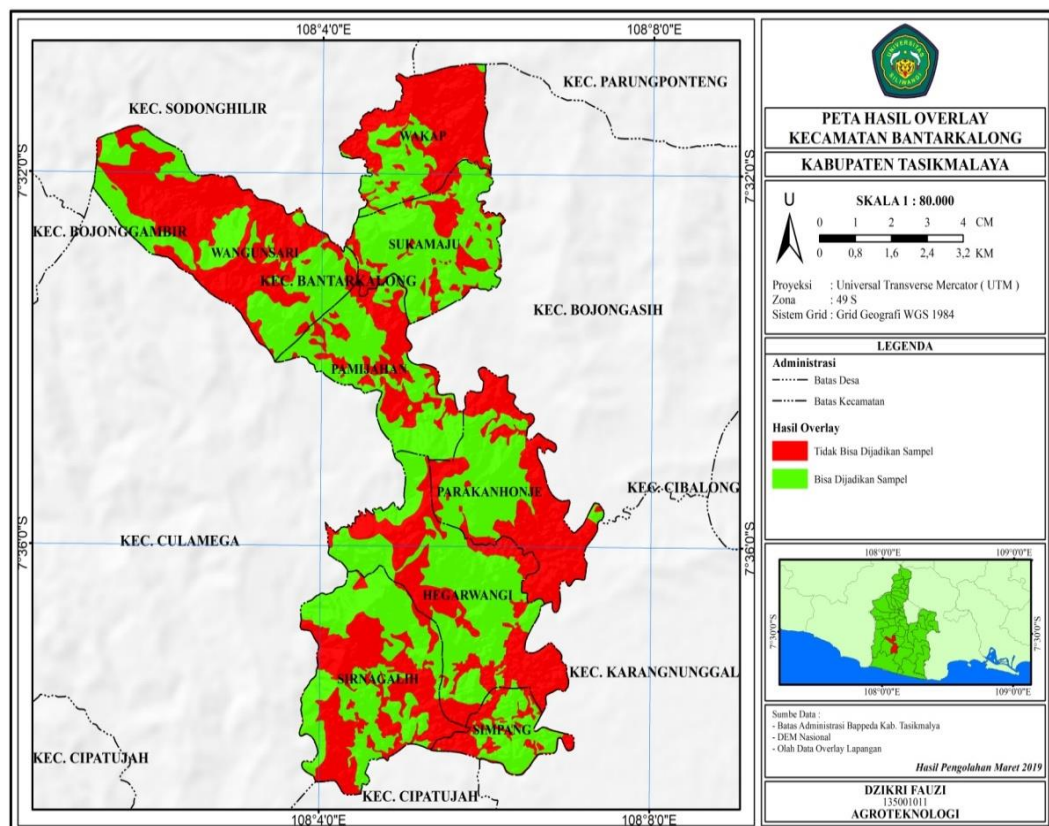 108°4'0"E
108°8'0"E
KEC. PARUNGPONTENG
KEC. SODONGHILIR
WAKAP
7°32'0"S
7°32'0"S
KEC. BOJONGGAMBIR
WANGUNSARI
SUKAMAJU
KEC. BANTARKALONG
KEC. BOJONGASIH
PAMIJAHAN
PARAKANHONJE
KEC. CIBALONG
KEC. CULAMEGA
7°36'0"S
7°36'0"S
HEGARWANGI
SIRNAGALIH
KEC. KARANGNUNGGAL
SIMPANG
KEC. CIPATUJAH
KEC. CIPATUJAH
108°4'0"E
108°8'0"E
UNIVERSITAS
SILIWANGI
PETA HASIL OVERLAY
KECAMATAN BANTARKALONG
KABUPATEN TASIKMALAYA
U
SKALA 1 : 80.000
0 1 2 3 4 CM
0 0,8 1,6 2,4 3,2 KM
Proyeksi : Universal Transverse Mercator ( UTM )
Zona : 49 S
Sistem Grid : Grid Geografi WGS 1984
LEGENDA
Administrasi
Batas Desa
Batas Kecamatan
Hasil Overlay
Tidak Bisa Dijadikan Sampel
Bisa Dijadikan Sampel
108°0'0"E
109°0'0"E
7°30'0"S
7°30'0"S
108°0'0"E
109°0'0"E
Sumbe Data :
- Batas Administrasi Bappeda Kab. Tasikmalya
- DEM Nasional
- Olah Data Overlay Lapangan
Hasil Pengolahan Maret 2019
DZIKRI FAUZI
135001011
AGROTEKNOLOGI